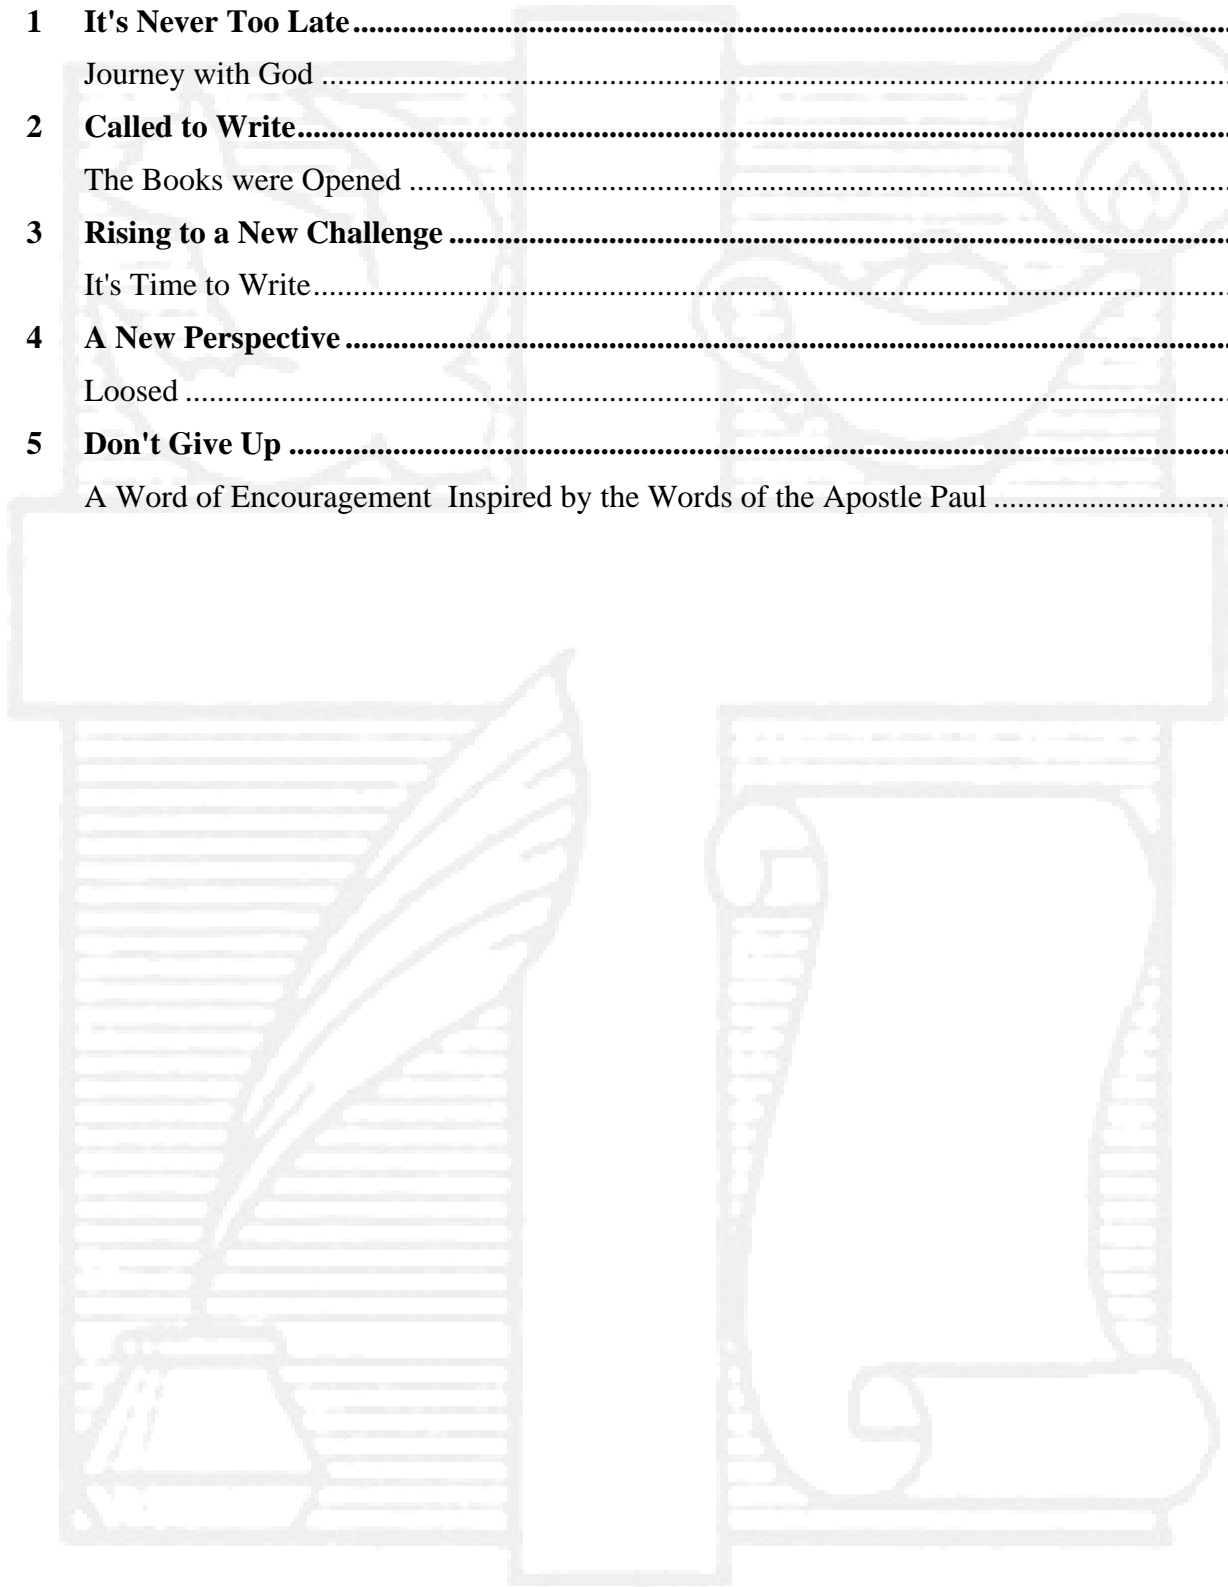 1 It's Never Too Late........................................................................................................
Journey with God ........................................................................................................
2 Called to Write........................................................................................................
The Books were Opened ........................................................................................................
3 Rising to a New Challenge ........................................................................................................
It's Time to Write........................................................................................................
4 A New Perspective........................................................................................................
Loosed ........................................................................................................
5 Don't Give Up ........................................................................................................
A Word of Encouragement  Inspired by the Words of the Apostle Paul ..............................